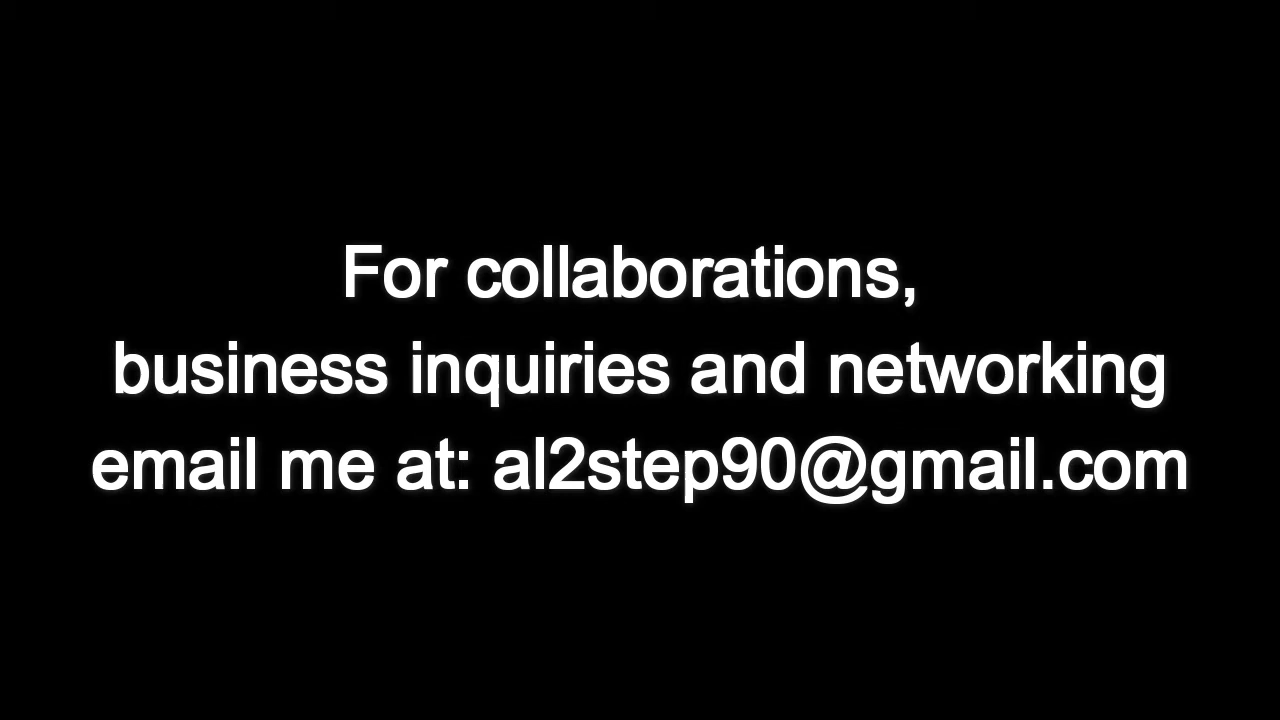 For collaborations,
business inquiries and networking
email me at: al2step90@gmail.com